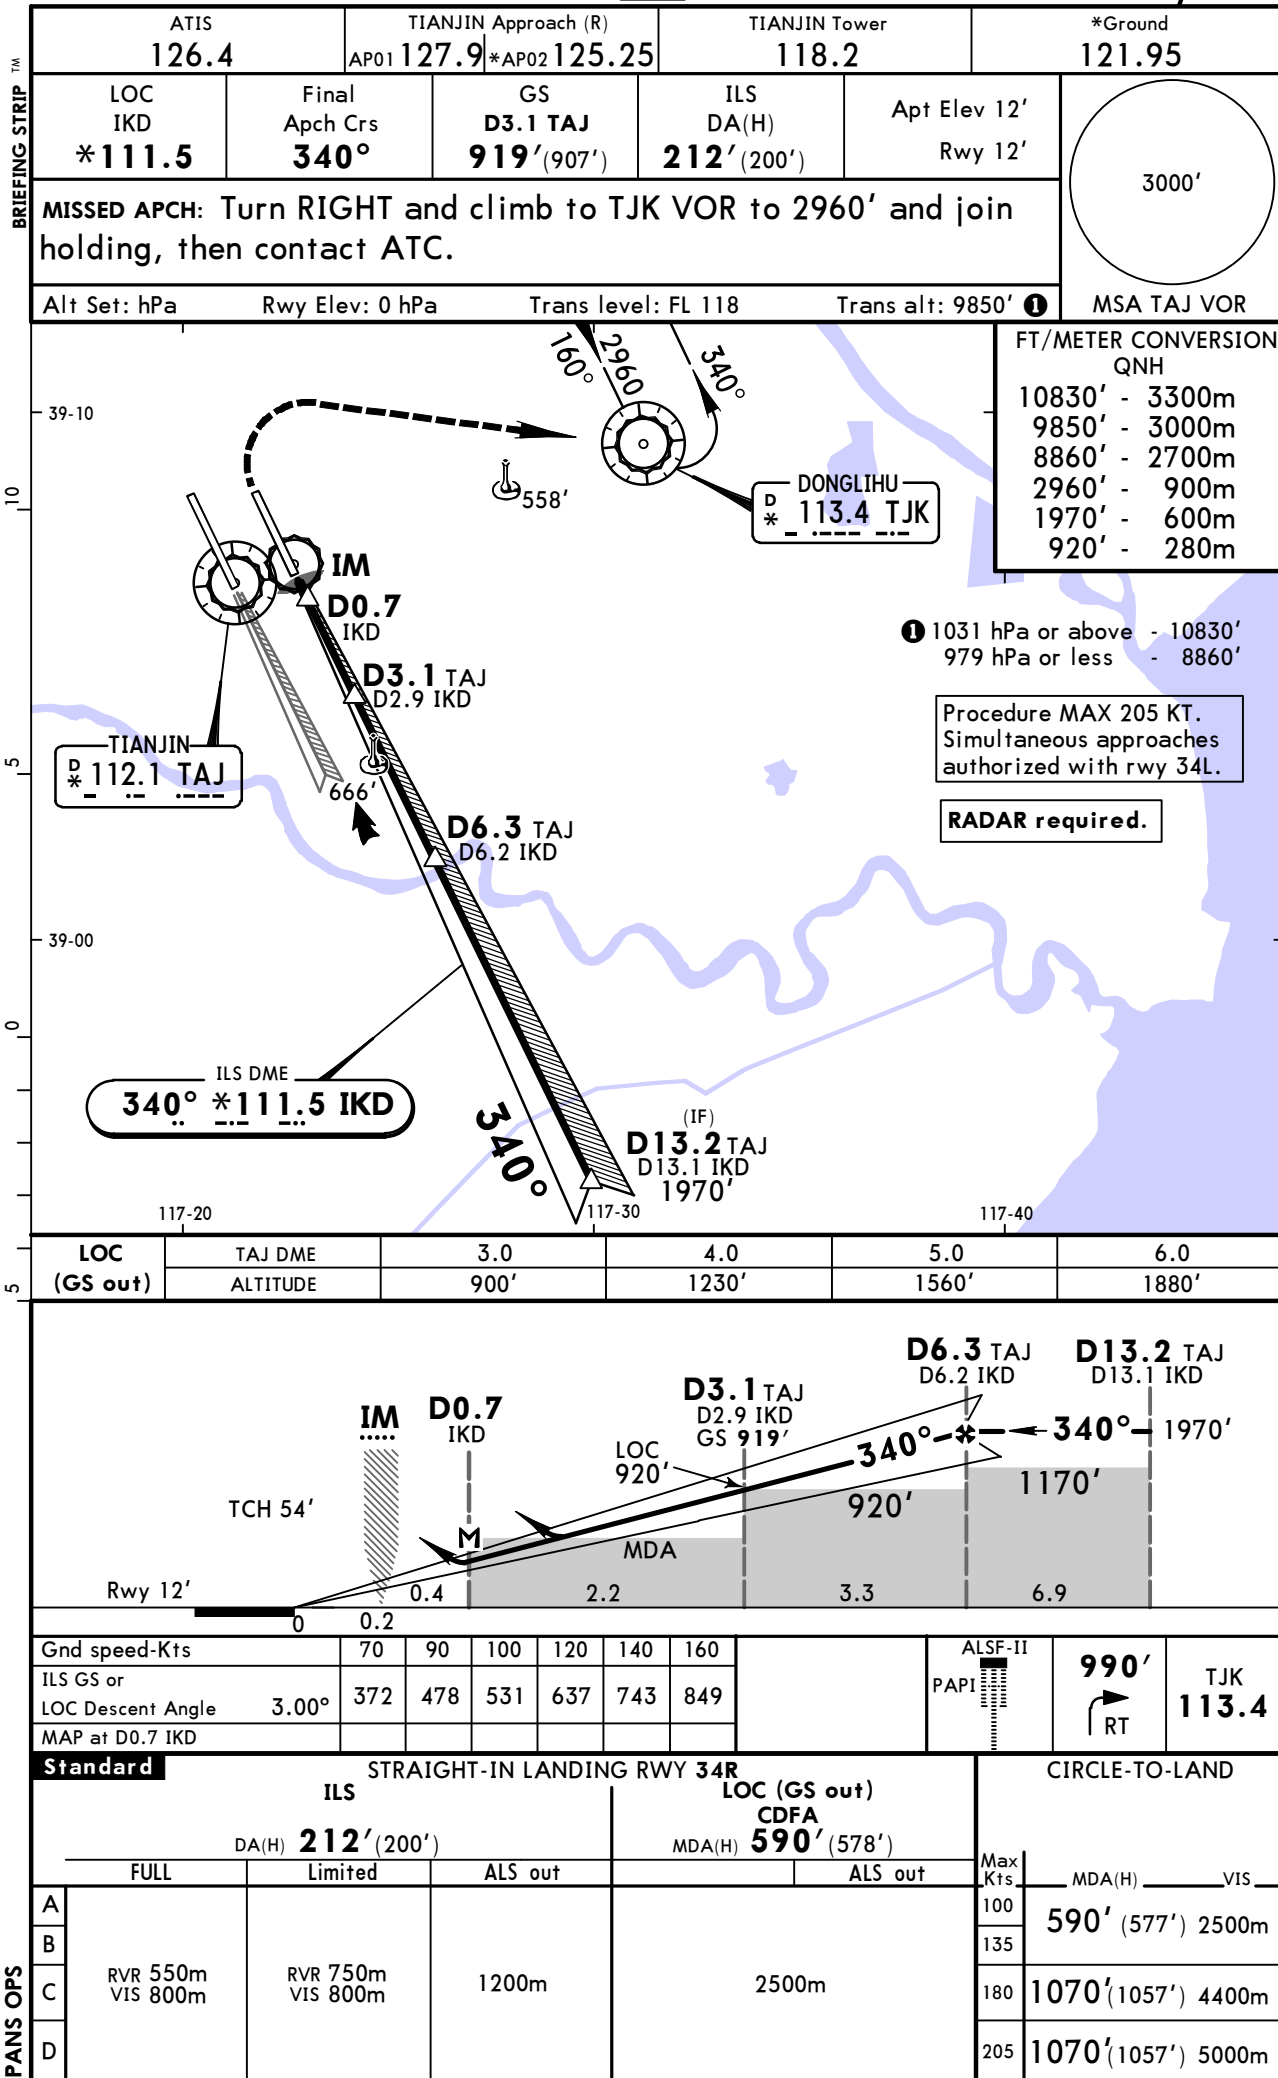 BRIEFING STRIP TM
ATIS
126.4
TIANJIN Approach (R)
AP01 127.9 *AP02 125.25
TIANJIN Tower
118.2
*Ground
121.95
LOC
IKD
*111.5
Final
Apch Crs
340°
GS
D3.1 TAJ
919'(907')
ILS
DA(H)
212'(200')
Apt Elev 12'
Rwy 12'
3000'
MSA TAJ VOR
MISSED APCH: Turn RIGHT and climb to TJK VOR to 2960' and join
holding, then contact ATC.
Alt Set: hPa Rwy Elev: 0 hPa Trans level: FL 118 Trans alt: 9850' 1
FT/METER CONVERSION
QNH
10830' - 3300m
9850' - 3000m
8860' - 2700m
2960' - 900m
1970' - 600m
920' - 280m
160°
2960
340°
39-10
10
558'
DONGLIHU
D
* 113.4 TJK
IM
D0.7
IKD
1 1031 hPa or above - 10830'
979 hPa or less - 8860'
D3.1 TAJ
D2.9 IKD
Procedure MAX 205 KT.
Simultaneous approaches
authorized with rwy 34L.
TIANJIN
D
* 112.1 TAJ
5
666'
RADAR required.
D6.3 TAJ
D6.2 IKD
39-00
0
ILS DME
340° *111.5 IKD
340°
(IF)
D13.2 TAJ
D13.1 IKD
1970'
117-20
117-30
117-40
5
LOC
(GS out)
TAJ DME 3.0 4.0 5.0 6.0
ALTITUDE 900' 1230' 1560' 1880'
D6.3 TAJ
D6.2 IKD
D13.2 TAJ
D13.1 IKD
D3.1 TAJ
D2.9 IKD
GS 919'
D0.7
IKD
IM
LOC
920'
340°
340°
1970'
1170'
920'
TCH 54'
M
MDA
Rwy 12'
0.4 2.2 3.3 6.9
0 0.2
Gnd speed-Kts 70 90 100 120 140 160
ILS GS or
LOC Descent Angle 3.00° 372 478 531 637 743 849
MAP at D0.7 IKD
ALSF-II
PAPI
990'
RT
TJK
113.4
Standard
STRAIGHT-IN LANDING RWY 34R
CIRCLE-TO-LAND
ILS
LOC (GS out)
CDFA
DA(H) 212'(200')
MDA(H) 590'(578')
FULL Limited ALS out
ALS out
Max
Kts MDA(H) VIS
A
B
C
D
RVR 550m
VIS 800m
RVR 750m
VIS 800m
1200m
2500m
100
135
590' (577') 2500m
180 1070'(1057') 4400m
205 1070'(1057') 5000m
PANS OPS